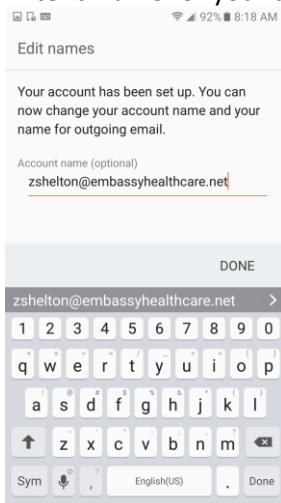 92% 8:18 AM
Edit names
Your account has been set up. You can
now change your account name and your
name for outgoing email.
Account name (optional)
zshelton@embassyhealthcare.net
DONE
zshelton@embassyhealthcare.net >
1 2 3 4 5 6 7 8 9 0
q w e r t y u i o p
a s d f g h j k l
z x c v b n m
Sym , English(US) . Done